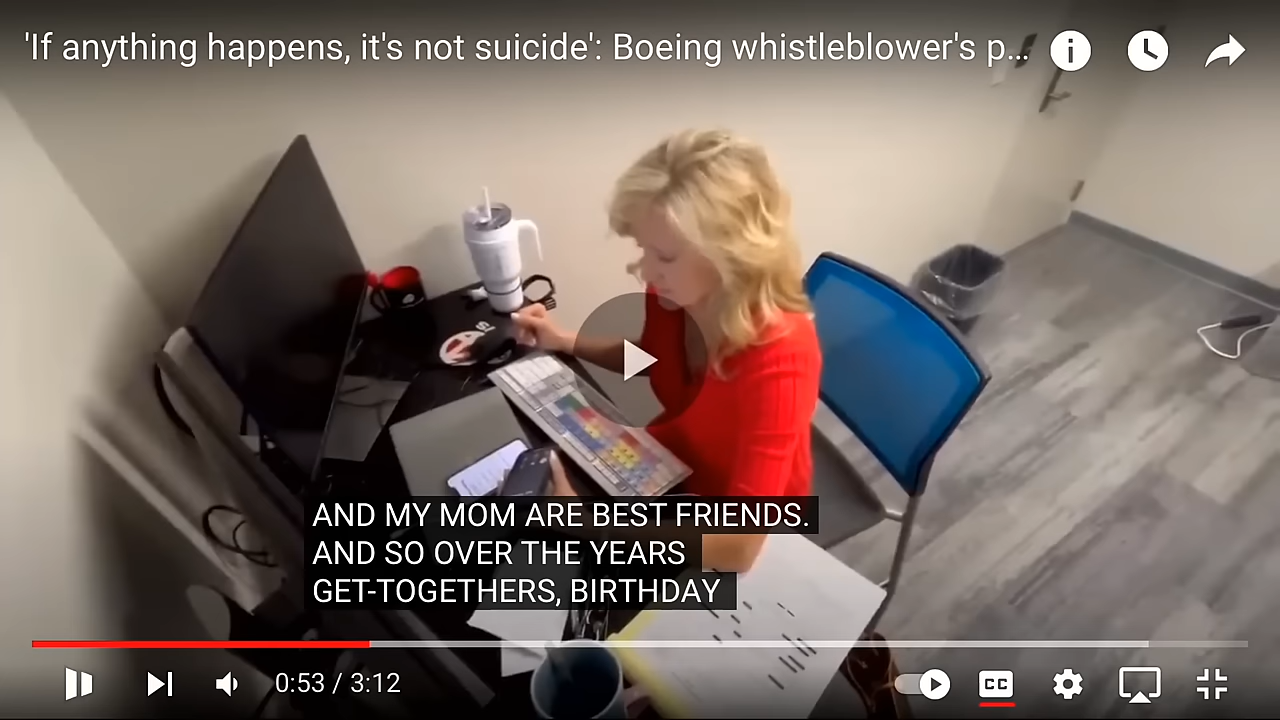 'If anything happens, it's not suicide': Boeing whistleblower's p...
AND MY MOM ARE BEST FRIENDS.
AND SO OVER THE YEARS
GET-TOGETHERS, BIRTHDAY
0:53 / 3:12
CC